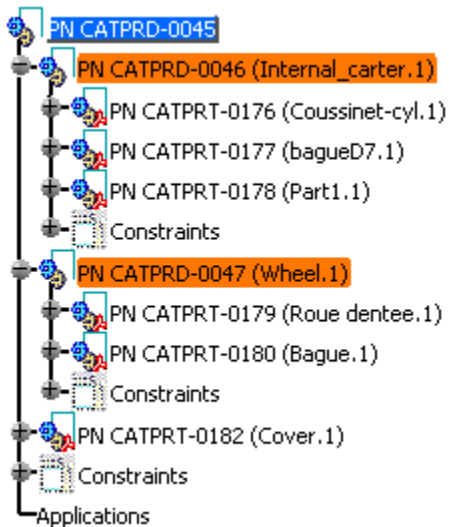 PN CATPRD-0045
PN CATPRD-0046 (Internal_carter.1)
PN CATPRT-0176 (Coussinet-cyl.1)
PN CATPRT-0177 (bagueD7.1)
PN CATPRT-0178 (Part1.1)
Constraints
PN CATPRD-0047 (Wheel.1)
PN CATPRT-0179 (Roue dentee.1)
PN CATPRT-0180 (Bague.1)
Constraints
PN CATPRT-0182 (Cover.1)
Constraints
Applications